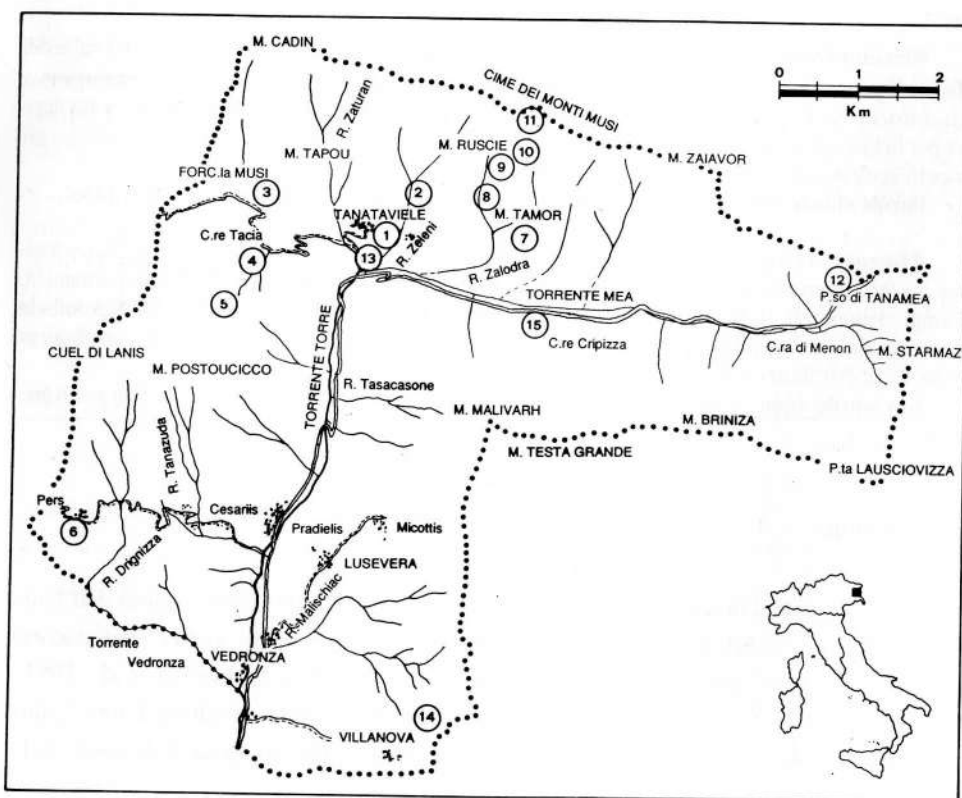 M. CADIN
CIME DEI MONTI MUSI
0 1 2
Km
R. Zaturan
11
M. TAPOU
M. RUSCIE
10
9
M. ZAIAVOR
FORC.la MUSI
3
2
8
TANATAVIELE
1
R. Zeleni
M. TAMOR
7
C.re Tacia
4
13
R. Zalodra
5
TORRENTE MEA
12
P.so di TANAMEA
15
C.re Cripizza
C.ra di Menon
M. STARMAZ
CUEL DI LANIS
M. POSTOUCICCO
TORRENTE TORRE
R. Tasacasone
M. MALIVARH
M. BRINIZA
M. TESTA GRANDE
P.ta LAUSCIOVIZZA
R. Tanazuda
Pers
6
Cesariis
Pradielis
Micottis
R. Drignizza
LUSEVERA
R. Malischiac
Torrente
Vedronza
VEDRONZA
14
VILLANOVA